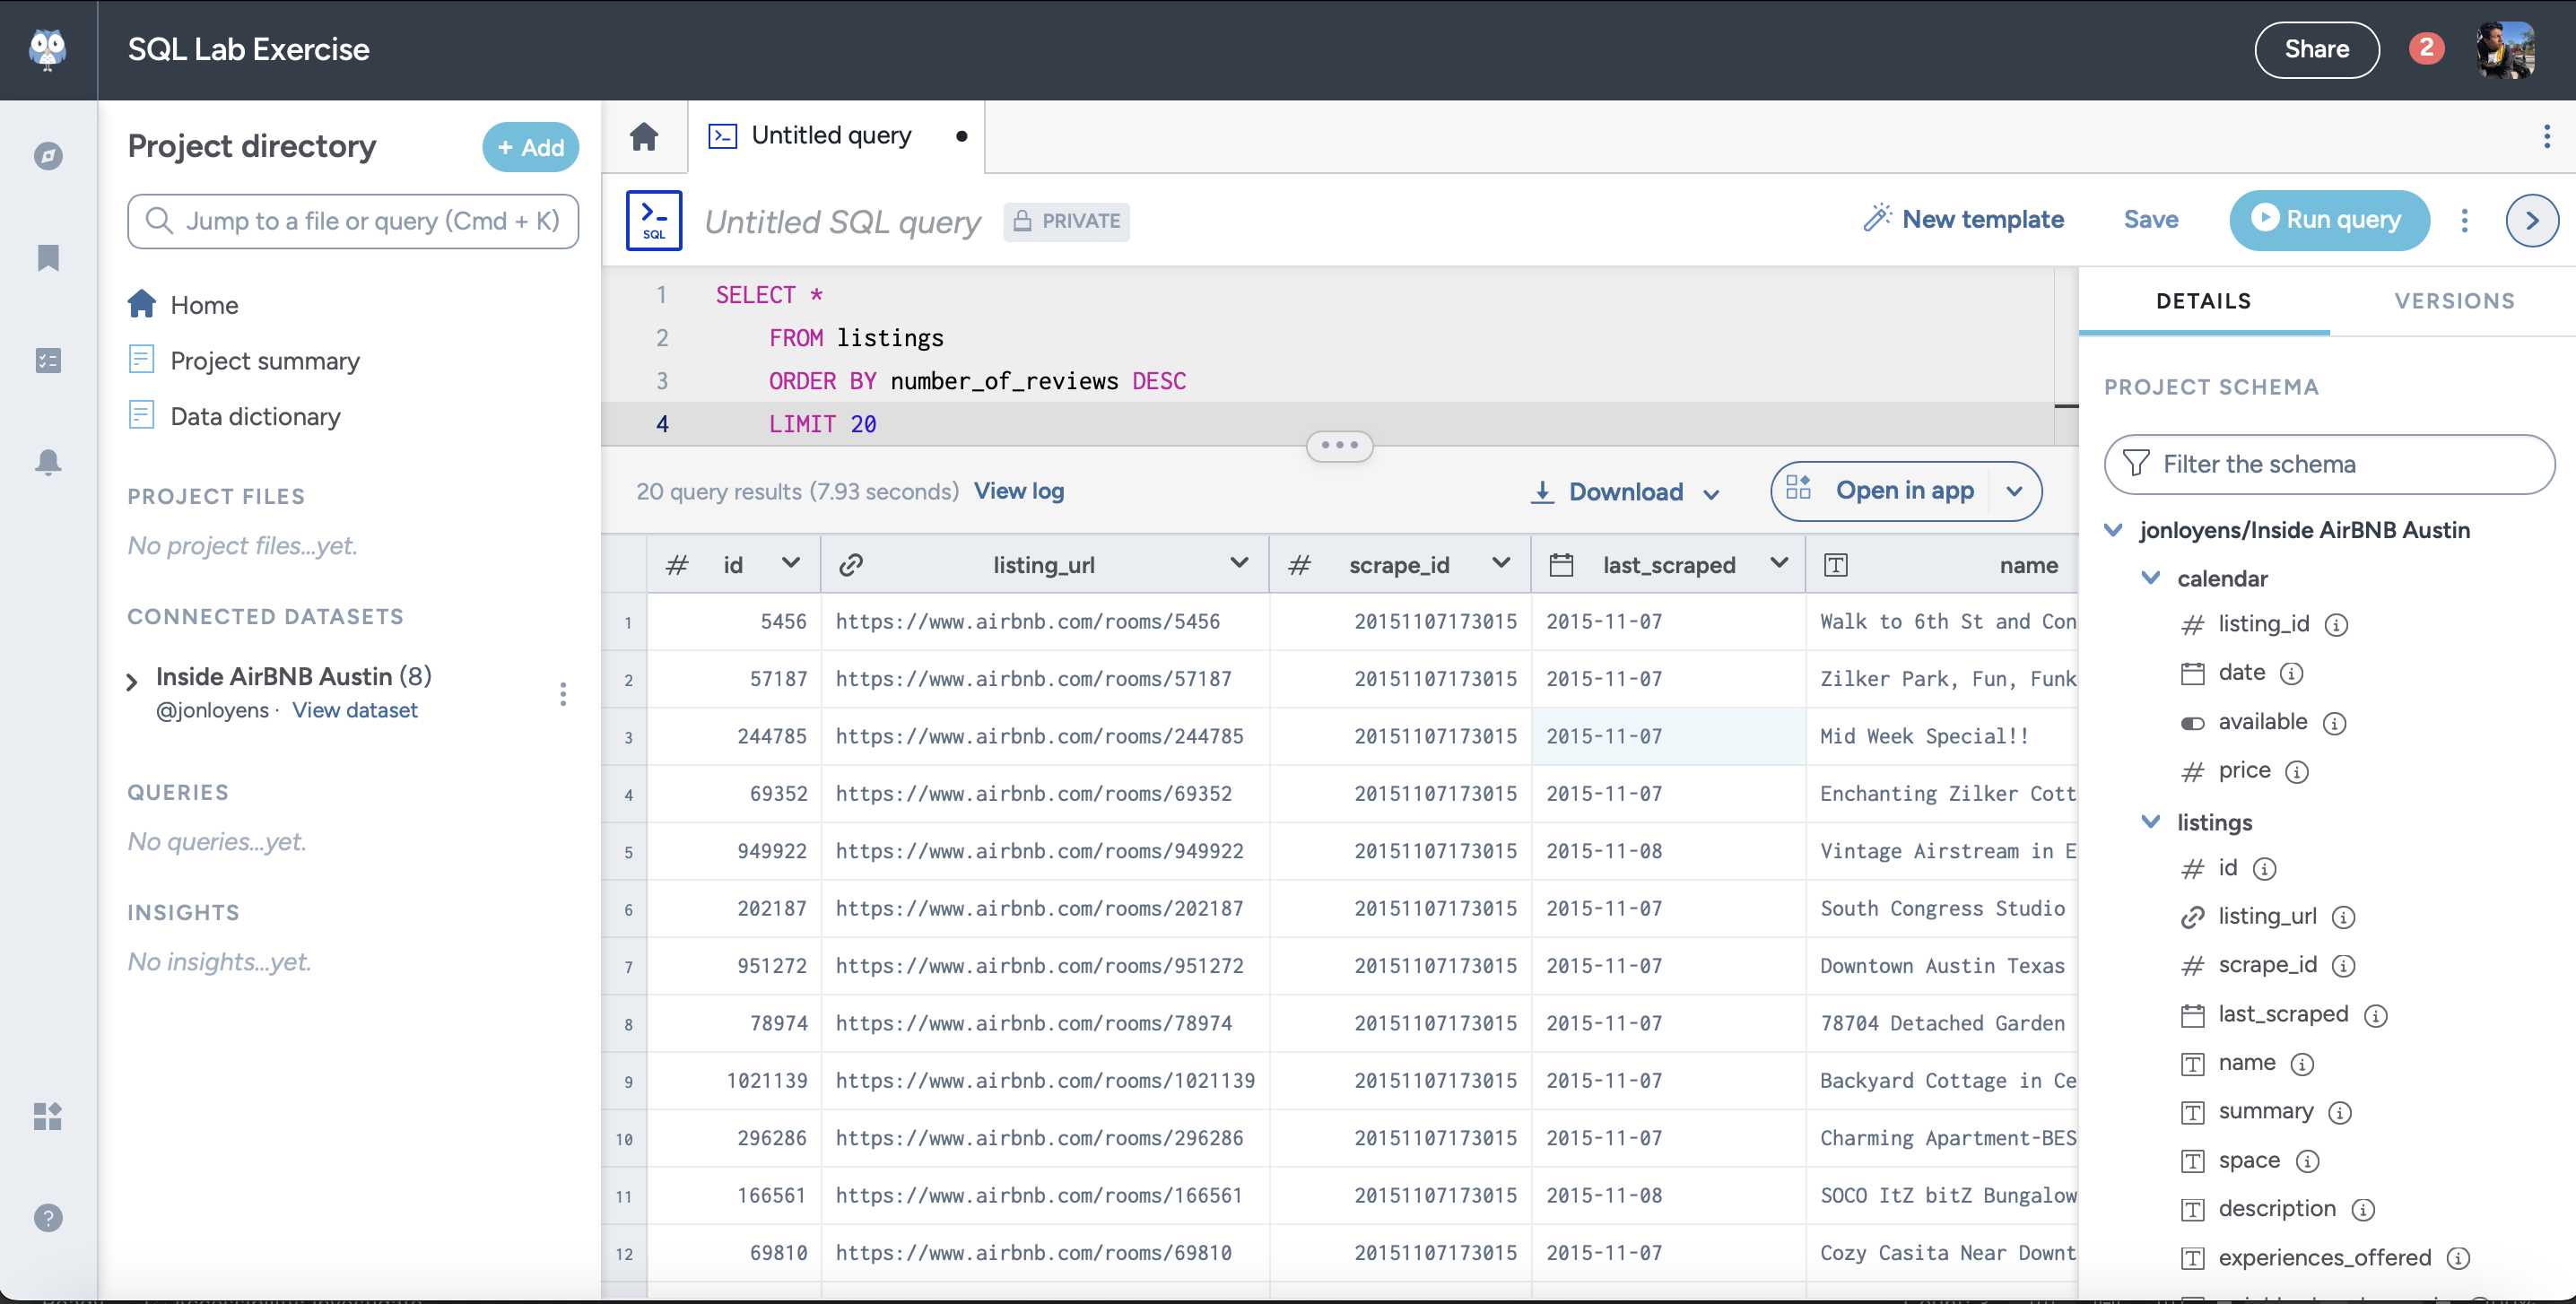 SQL Lab Exercise
Share
2
Project directory
+ Add
Jump to a file or query (Cmd + K)
Home
Project summary
Data dictionary
PROJECT FILES
No project files...yet.
CONNECTED DATASETS
Inside AirBNB Austin (8)
@jonloyens · View dataset
QUERIES
No queries...yet.
INSIGHTS
No insights...yet.
Untitled query
SQL
Untitled SQL query
PRIVATE
New template
Save
Run query
1 SELECT *
2 FROM listings
3 ORDER BY number_of_reviews DESC
4 LIMIT 20
20 query results (7.93 seconds) View log
Download
Open in app
# id listing_url # scrape_id last_scraped T name
1 5456 https://www.airbnb.com/rooms/5456 20151107173015 2015-11-07 Walk to 6th St and Con
2 57187 https://www.airbnb.com/rooms/57187 20151107173015 2015-11-07 Zilker Park, Fun, Funk
3 244785 https://www.airbnb.com/rooms/244785 20151107173015 2015-11-07 Mid Week Special!!
4 69352 https://www.airbnb.com/rooms/69352 20151107173015 2015-11-07 Enchanting Zilker Cott
5 949922 https://www.airbnb.com/rooms/949922 20151107173015 2015-11-08 Vintage Airstream in E
6 202187 https://www.airbnb.com/rooms/202187 20151107173015 2015-11-07 South Congress Studio
7 951272 https://www.airbnb.com/rooms/951272 20151107173015 2015-11-07 Downtown Austin Texas
8 78974 https://www.airbnb.com/rooms/78974 20151107173015 2015-11-07 78704 Detached Garden
9 1021139 https://www.airbnb.com/rooms/1021139 20151107173015 2015-11-07 Backyard Cottage in Ce
10 296286 https://www.airbnb.com/rooms/296286 20151107173015 2015-11-07 Charming Apartment-BES
11 166561 https://www.airbnb.com/rooms/166561 20151107173015 2015-11-08 SOCO ItZ bitZ Bungalow
12 69810 https://www.airbnb.com/rooms/69810 20151107173015 2015-11-07 Cozy Casita Near Downt
DETAILS
VERSIONS
PROJECT SCHEMA
Filter the schema
jonloyens/Inside AirBNB Austin
calendar
# listing_id
date
available
# price
listings
# id
listing_url
# scrape_id
last_scraped
T name
T summary
T space
T description
T experiences_offered